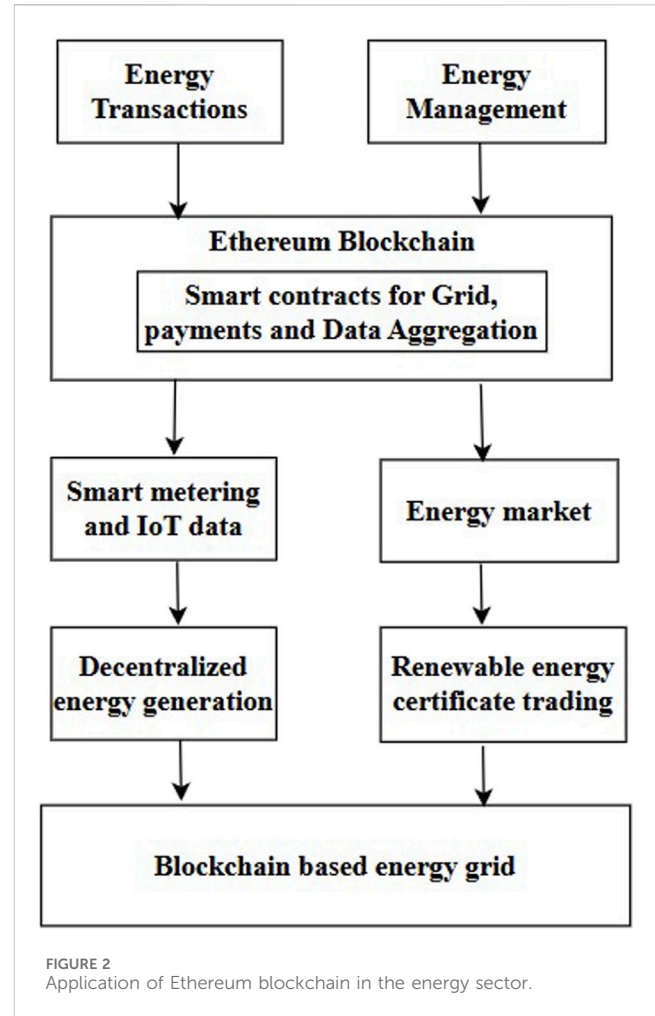 Energy
Transactions
Energy
Management
Ethereum Blockchain
Smart contracts for Grid,
payments and Data Aggregation
Smart metering
and IoT data
Energy market
Decentralized
energy generation
Renewable energy
certificate trading
Blockchain based energy grid
FIGURE 2
Application of Ethereum blockchain in the energy sector.